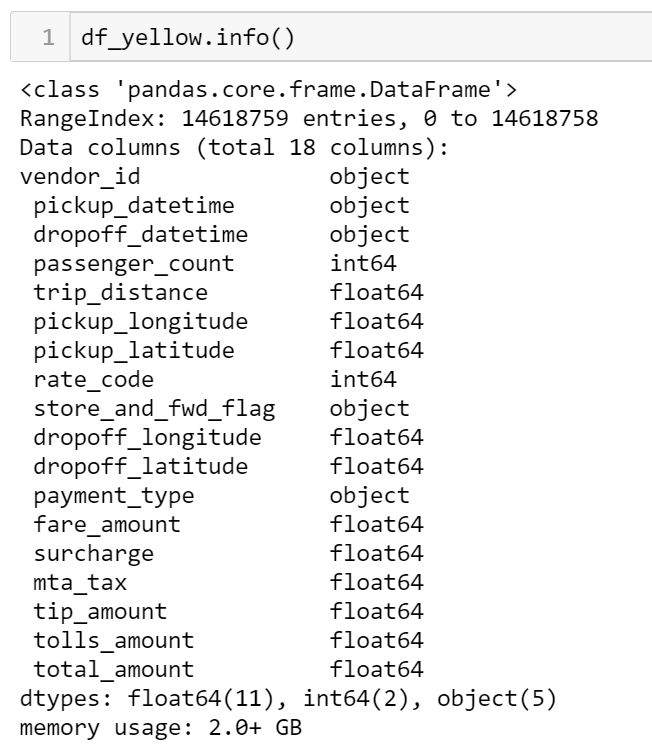 1 df_yellow.info()
<class 'pandas.core.frame.DataFrame'>
RangeIndex: 14618759 entries, 0 to 14618758
Data columns (total 18 columns):
vendor_id              object
 pickup_datetime       object
 dropoff_datetime      object
 passenger_count       int64
 trip_distance         float64
 pickup_longitude      float64
 pickup_latitude       float64
 rate_code             int64
 store_and_fwd_flag    object
 dropoff_longitude     float64
 dropoff_latitude      float64
 payment_type          object
 fare_amount           float64
 surcharge             float64
 mta_tax               float64
 tip_amount            float64
 tolls_amount          float64
 total_amount          float64
dtypes: float64(11), int64(2), object(5)
memory usage: 2.0+ GB